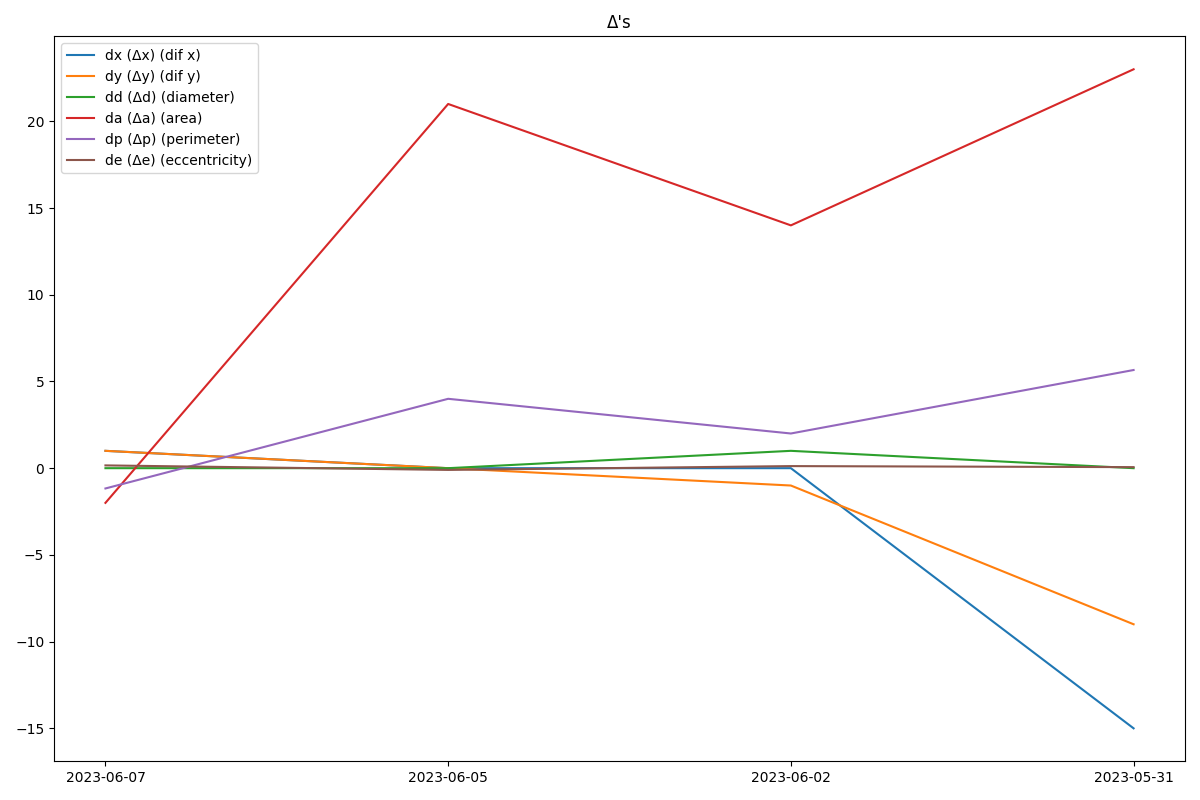 Δ's
dx (Δx) (dif x)
dy (Δy) (dif y)
dd (Δd) (diameter)
da (Δa) (area)
dp (Δp) (perimeter)
de (Δe) (eccentricity)
20
15
10
5
0
−5
−10
−15
2023-06-07 2023-06-05 2023-06-02 2023-05-31